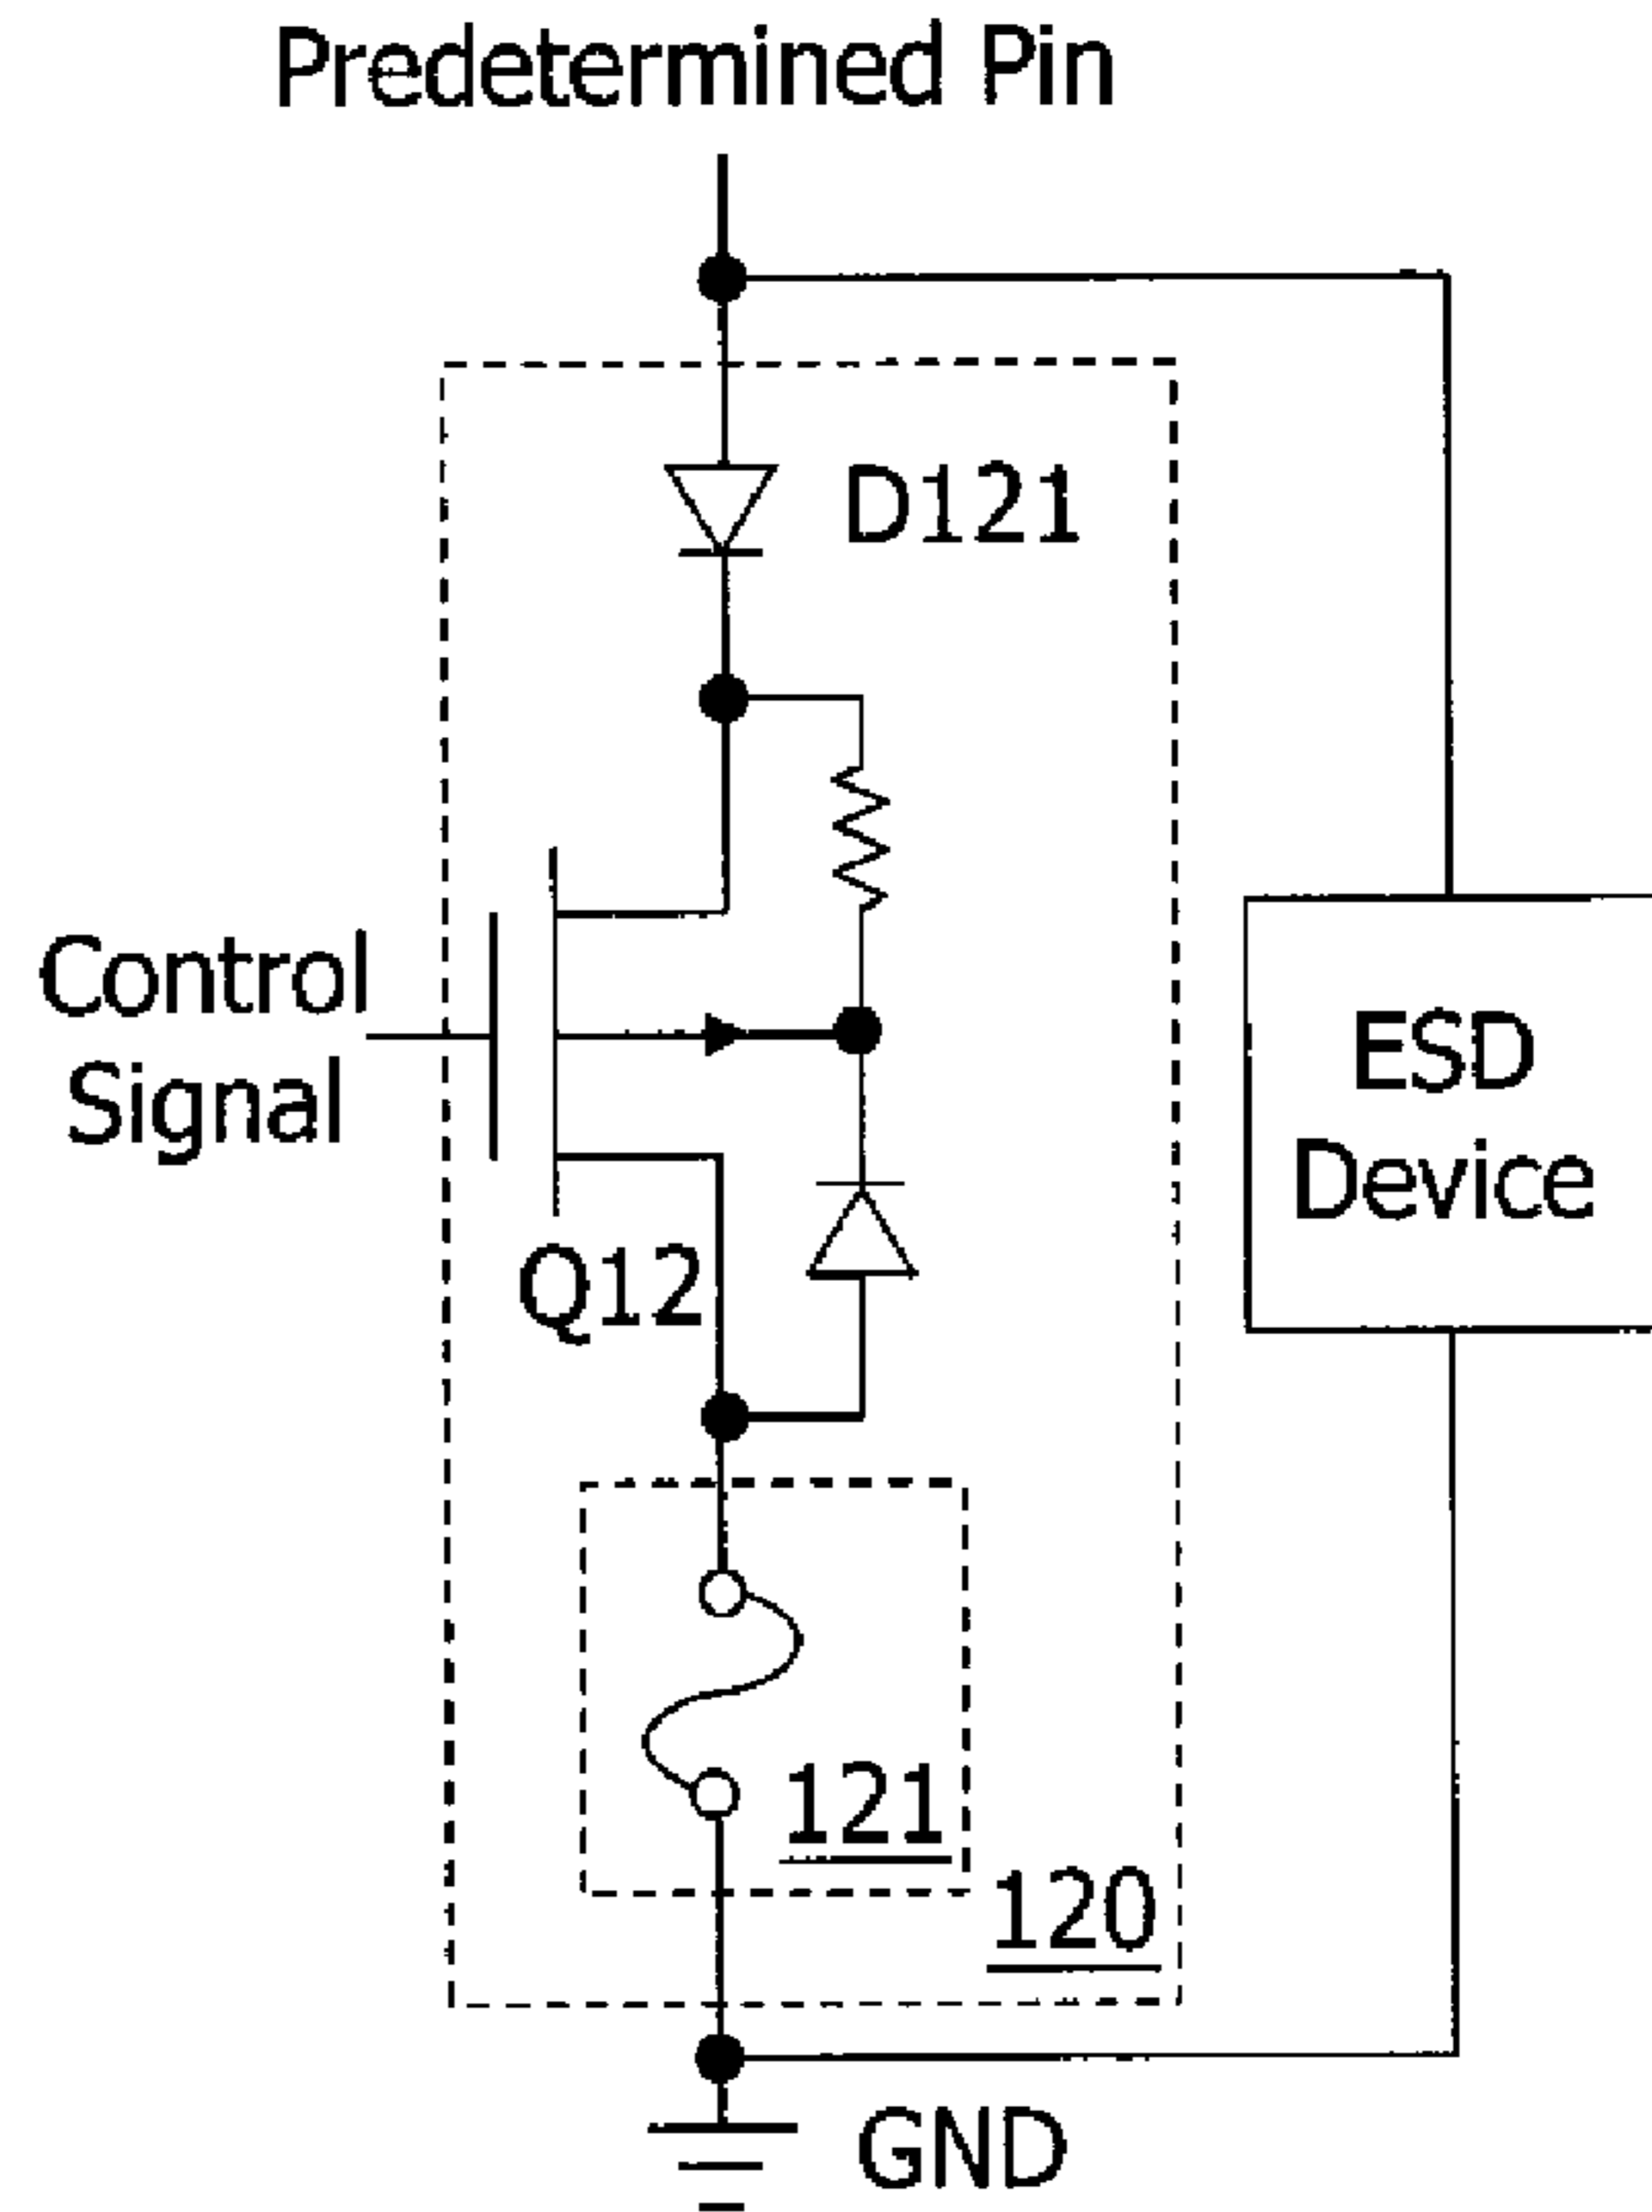 Predetermined Pin
D121
Control
Signal
ESD
Device
Q12
121
120
GND